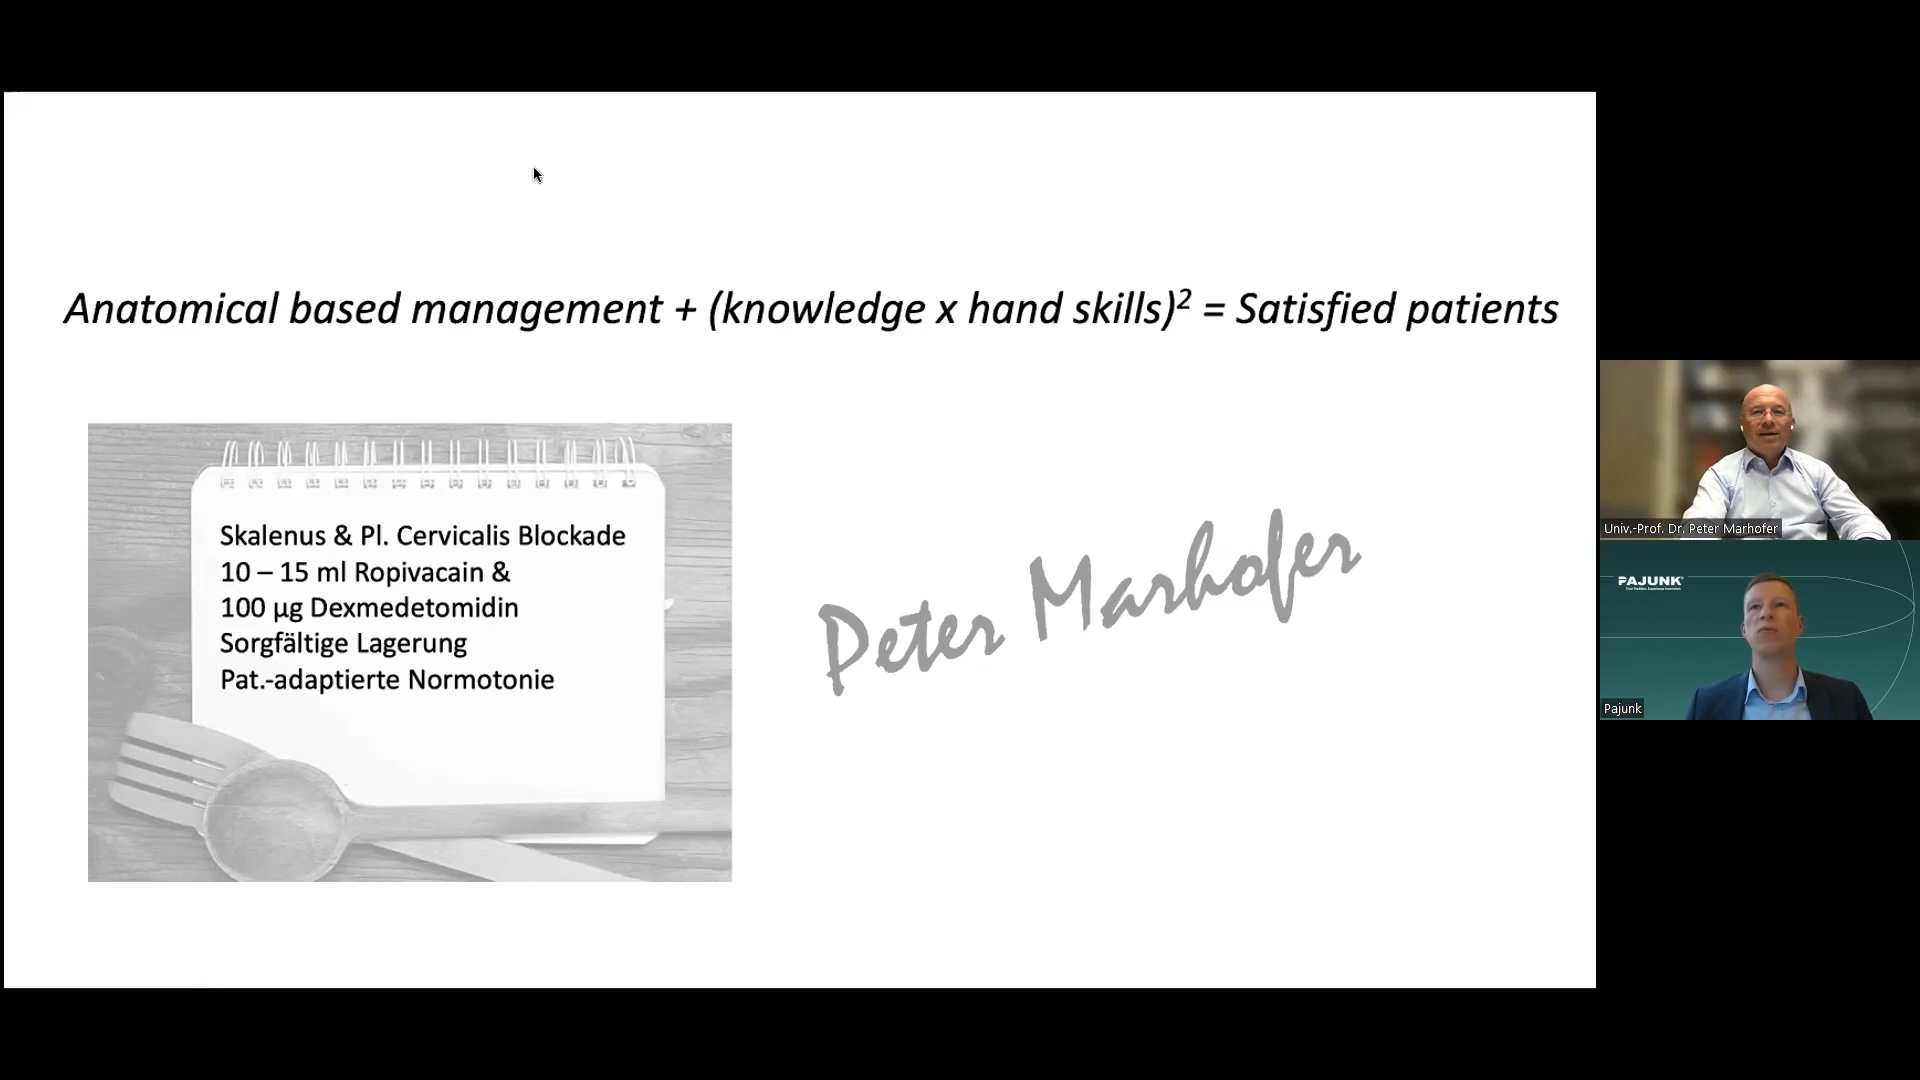 Anatomical based management + (knowledge x hand skills)² = Satisfied patients
Skalenus & Pl. Cervicalis Blockade
10 – 15 ml Ropivacain &
100 µg Dexmedetomidin
Sorgfältige Lagerung
Pat.-adaptierte Normotonie
Peter Marhofer
Univ.-Prof. Dr. Peter Marhofer
PAJUNK
Pajunk